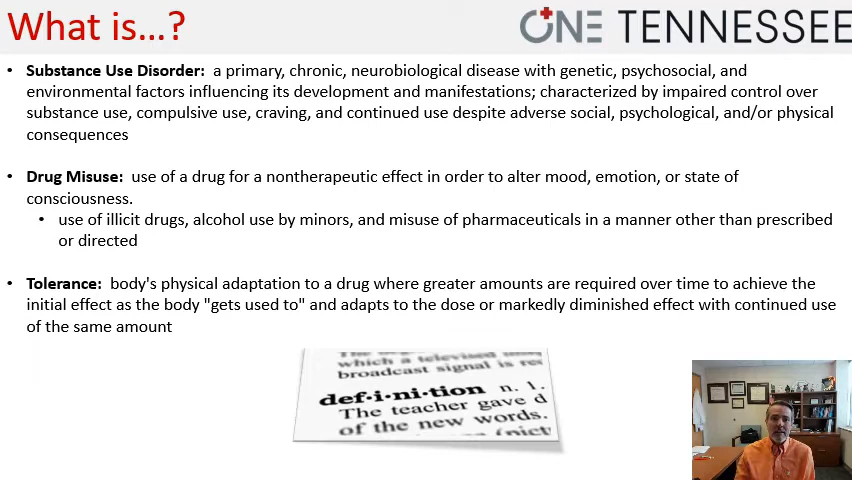 What is…?
ONE TENNESSEE
• Substance Use Disorder: a primary, chronic, neurobiological disease with genetic, psychosocial, and
environmental factors influencing its development and manifestations; characterized by impaired control over
substance use, compulsive use, craving, and continued use despite adverse social, psychological, and/or physical
consequences
• Drug Misuse: use of a drug for a nontherapeutic effect in order to alter mood, emotion, or state of
consciousness.
• use of illicit drugs, alcohol use by minors, and misuse of pharmaceuticals in a manner other than prescribed
or directed
• Tolerance: body's physical adaptation to a drug where greater amounts are required over time to achieve the
initial effect as the body "gets used to" and adapts to the dose or markedly diminished effect with continued use
of the same amount
which a televised
broadcast signal is
def·i·ni·tion n. 1.
The teacher gave d
of the new words.
(pict